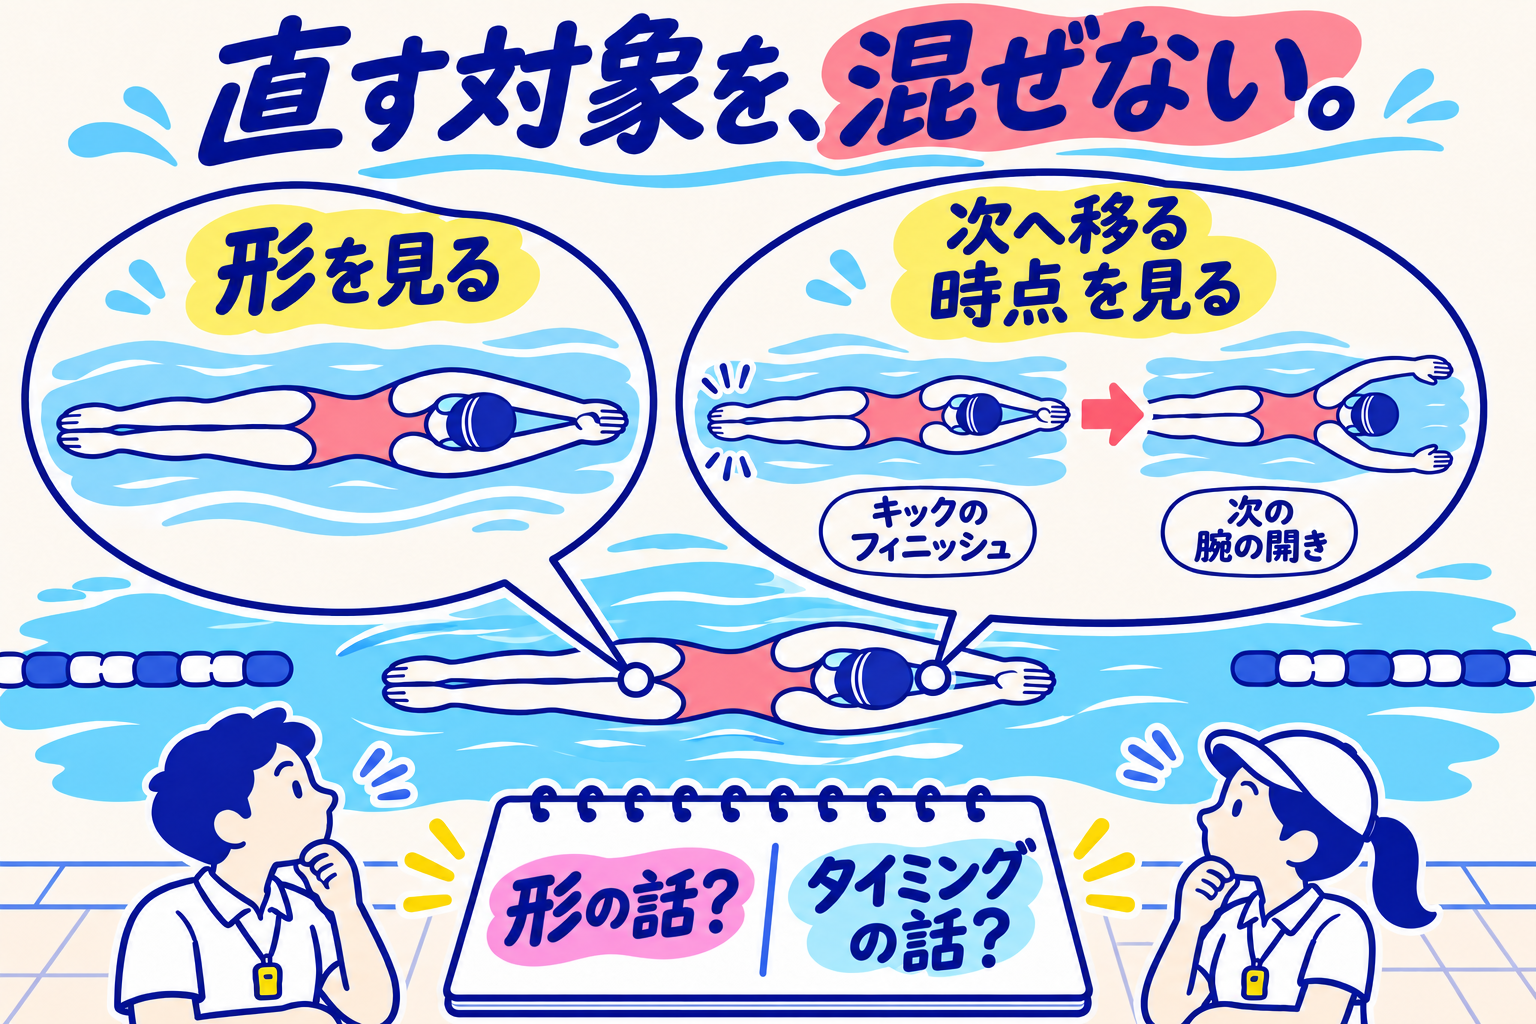 直す対象を、混ぜない。
形を見る
次へ移る
時点を見る
キックの
フィニッシュ
次の
腕の開き
形の話?
タイミング
の話?